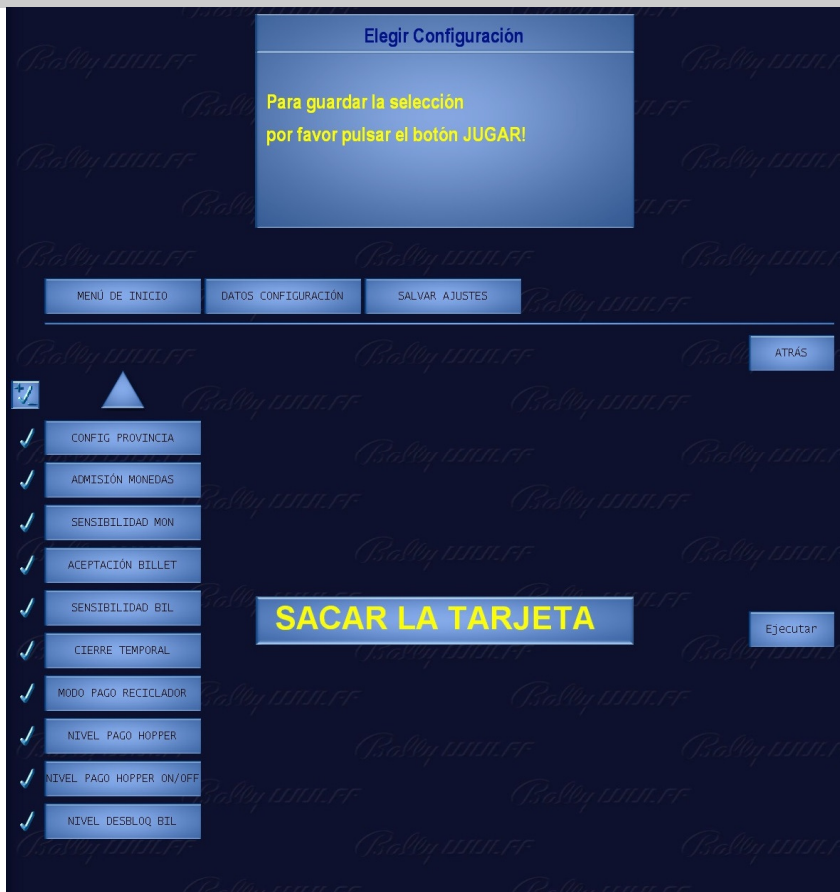 Elegir Configuración
Para guardar la selección
por favor pulsar el botón JUGAR!
MENÚ DE INICIO
DATOS CONFIGURACIÓN
SALVAR AJUSTES
ATRÁS
CONFIG PROVINCIA
ADMISIÓN MONEDAS
SENSIBILIDAD MON
ACEPTACIÓN BILLET
SENSIBILIDAD BIL
SACAR LA TARJETA
Ejecutar
CIERRE TEMPORAL
MODO PAGO RECICLADOR
NIVEL PAGO HOPPER
NIVEL PAGO HOPPER ON/OFF
NIVEL DESBLOQ BIL
Bally WULFF